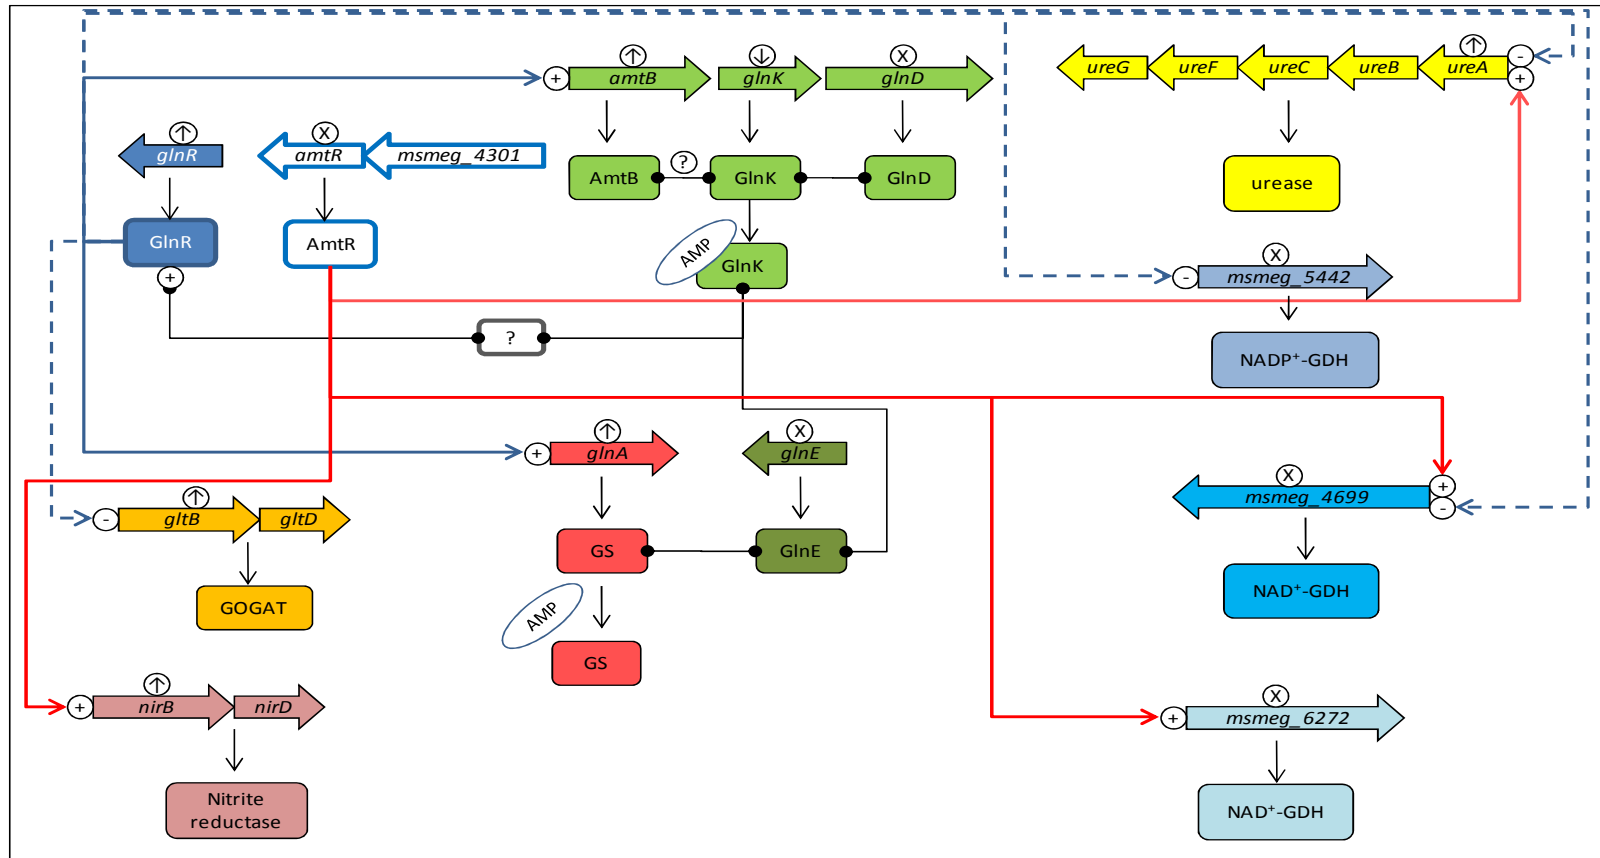 ↑ ↓ X ↑
+ amtB glnK glnD ureG ureF ureC ureB ureA - +
↑ X
glnR amtR msmeg_4301
?
AmtB GlnK GlnD urease
GlnR AmtR
AMP GlnK
+
X
- msmeg_5442
?
NADP⁺-GDH
↑ X
+ glnA glnE
↑ X
- gltB gltD msmeg_4699 + -
GS GlnE
GOGAT AMP NAD⁺-GDH
GS
↑ X
+ nirB nirD + msmeg_6272
Nitrite
reductase
NAD⁺-GDH